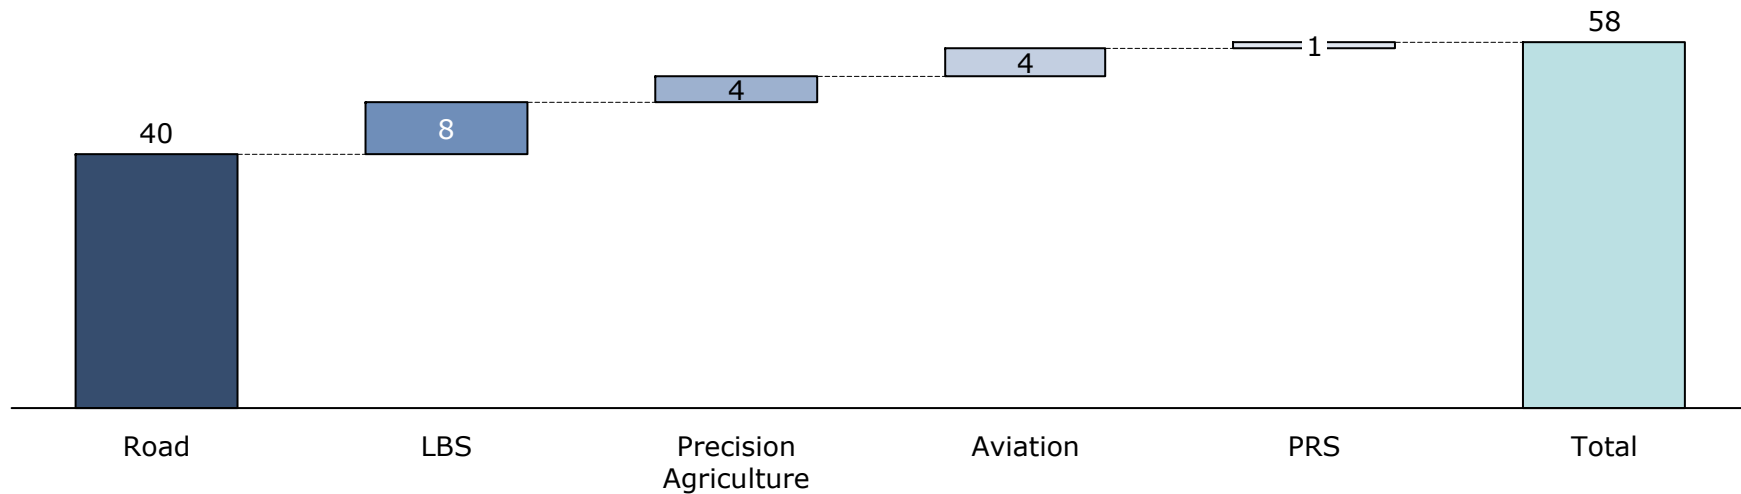 58
1
4
4
8
40
Road
LBS
Precision
Agriculture
Aviation
PRS
Total